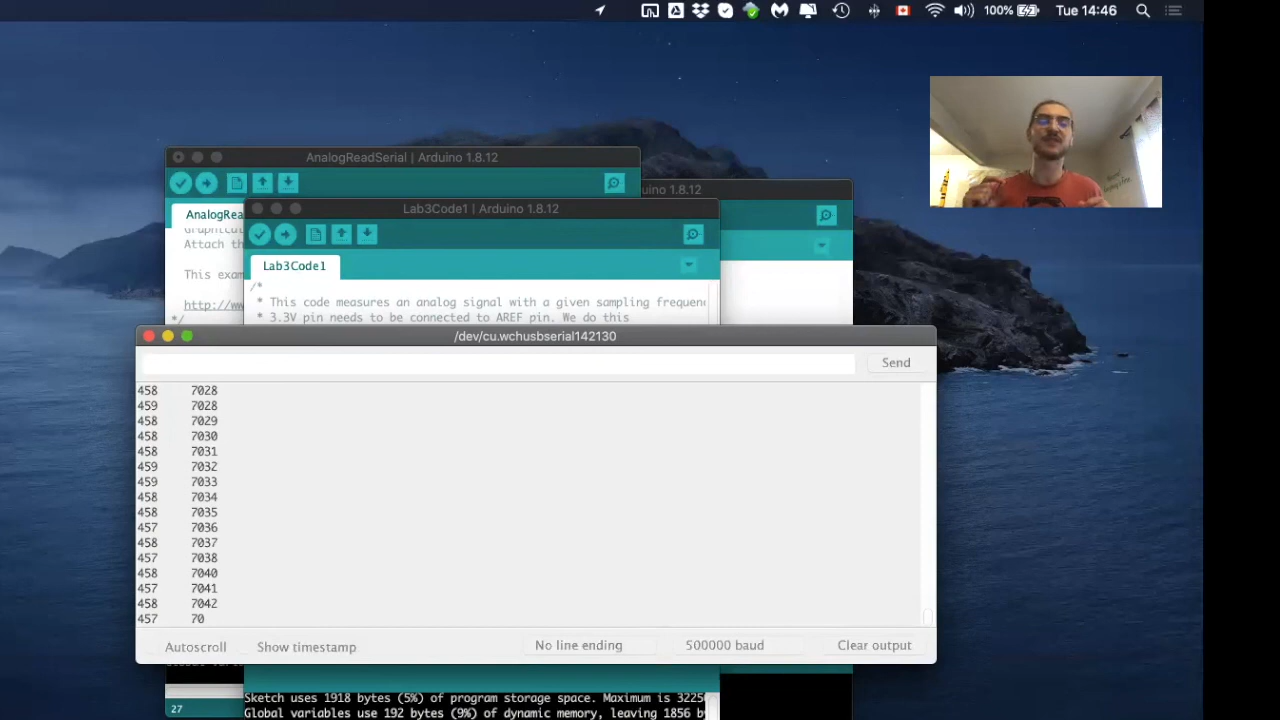 100% Tue 14:46
AnalogReadSerial | Arduino 1.8.12
uino 1.8.12
Lab3Code1 | Arduino 1.8.12
AnalogRea
Attach th
Lab3Code1
This exam
/*
* This code measures an analog signal with a given sampling frequenc
http://ww
* 3.3V pin needs to be connected to AREF pin. We do this
*/
/dev/cu.wchusbserial142130
Send
458 7028
459 7028
458 7029
458 7030
458 7031
459 7032
459 7033
458 7034
458 7035
457 7036
458 7037
457 7038
458 7040
457 7041
458 7042
457 70
Autoscroll Show timestamp No line ending 500000 baud Clear output
Sketch uses 1918 bytes (5%) of program storage space. Maximum is 3225
Global variables use 192 bytes (9%) of dynamic memory, leaving 1856 b
27